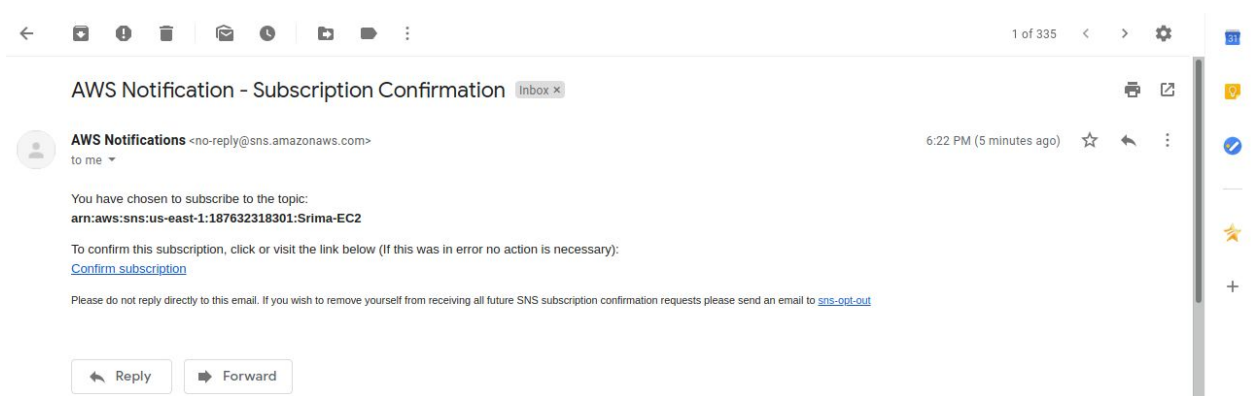 1 of 335
31
AWS Notification - Subscription Confirmation Inbox ×
AWS Notifications <no-reply@sns.amazonaws.com> 6:22 PM (5 minutes ago)
to me
You have chosen to subscribe to the topic:
arn:aws:sns:us-east-1:187632318301:Srima-EC2
To confirm this subscription, click or visit the link below (If this was in error no action is necessary):
Confirm subscription
Please do not reply directly to this email. If you wish to remove yourself from receiving all future SNS subscription confirmation requests please send an email to sns-opt-out
Reply Forward